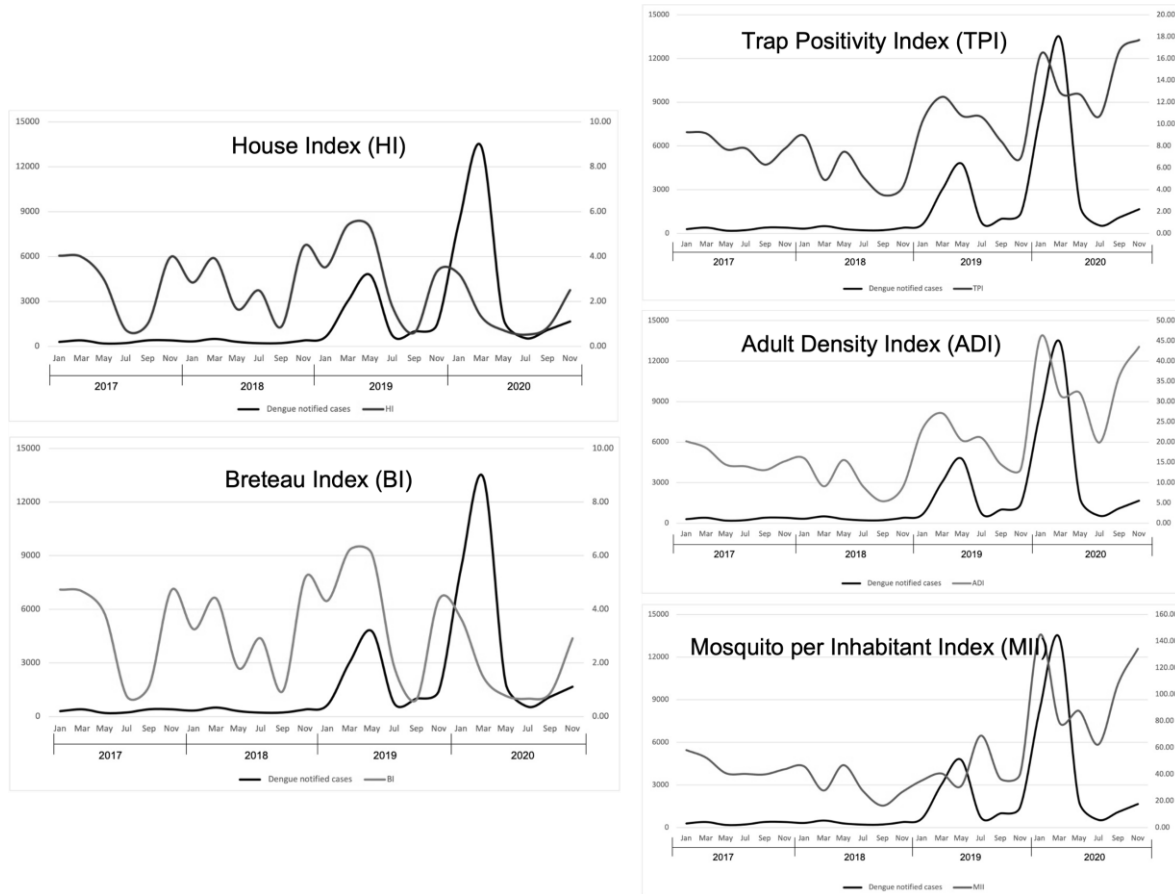 House Index (HI)
15000 10.00
12000 8.00
9000 6.00
6000 4.00
3000 2.00
0 0.00
Jan Mar May Jul Sep Nov Jan Mar May Jul Sep Nov Jan Mar May Jul Sep Nov Jan Mar May Jul Sep Nov
2017 2018 2019 2020
Dengue notified cases HI
Breteau Index (BI)
15000 10.00
12000 8.00
9000 6.00
6000 4.00
3000 2.00
0 0.00
Jan Mar May Jul Sep Nov Jan Mar May Jul Sep Nov Jan Mar May Jul Sep Nov Jan Mar May Jul Sep Nov
2017 2018 2019 2020
Dengue notified cases BI
Trap Positivity Index (TPI)
15000 20.00
18.00
12000 16.00
14.00
9000 12.00
10.00
6000 8.00
6.00
3000 4.00
2.00
0 0.00
Jan Mar May Jul Sep Nov Jan Mar May Jul Sep Nov Jan Mar May Jul Sep Nov Jan Mar May Jul Sep Nov
2017 2018 2019 2020
Dengue notified cases TPI
Adult Density Index (ADI)
15000 50.00
45.00
12000 40.00
35.00
9000 30.00
25.00
6000 20.00
15.00
3000 10.00
5.00
0 0.00
Jan Mar May Jul Sep Nov Jan Mar May Jul Sep Nov Jan Mar May Jul Sep Nov Jan Mar May Jul Sep Nov
2017 2018 2019 2020
Dengue notified cases ADI
Mosquito per Inhabitant Index (MII)
15000 160.00
140.00
12000 120.00
9000 100.00
80.00
6000 60.00
3000 40.00
20.00
0 0.00
Jan Mar May Jul Sep Nov Jan Mar May Jul Sep Nov Jan Mar May Jul Sep Nov Jan Mar May Jul Sep Nov
2017 2018 2019 2020
Dengue notified cases MII